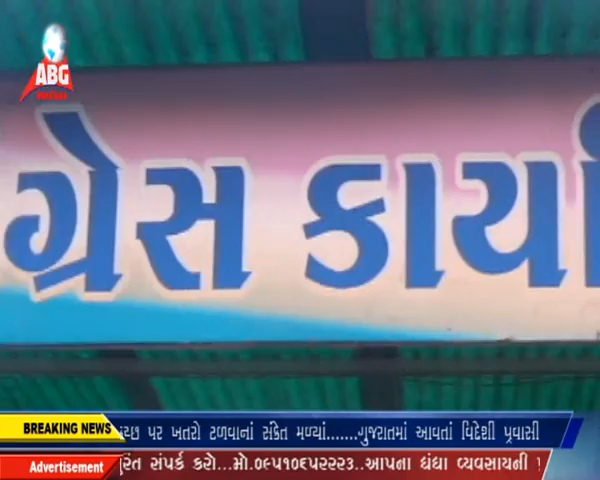 ABG
ગ્રેસ કાર્યા
BREAKING NEWS
પર ખતરો ટળવાનાં સંકેત મળ્યાં.......ગુજરાતમાં આવતાં વિદેશી પ્રવાસી
Advertisement
સંપર્ક કરો...મો.૦૯૫૧૦૬૫૨૨૨૩..આપના ધંધા વ્યવસાયની